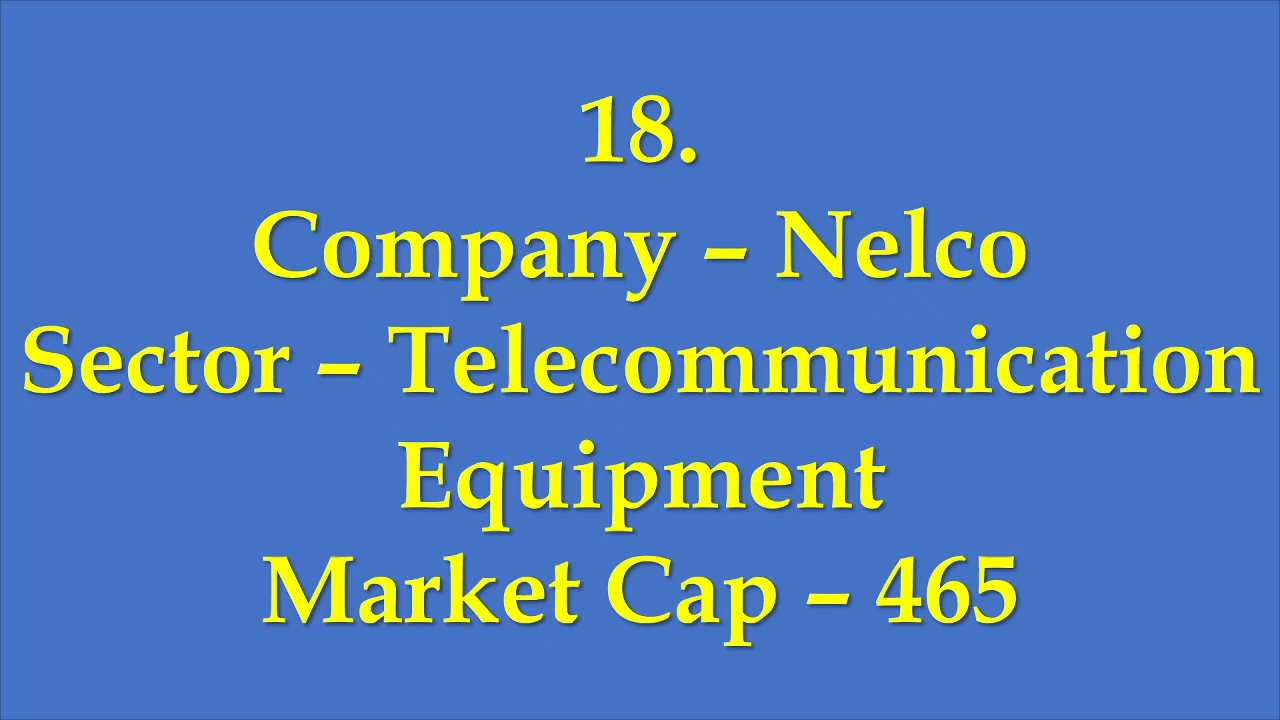 18.
Company – Nelco
Sector – Telecommunication
Equipment
Market Cap – 465